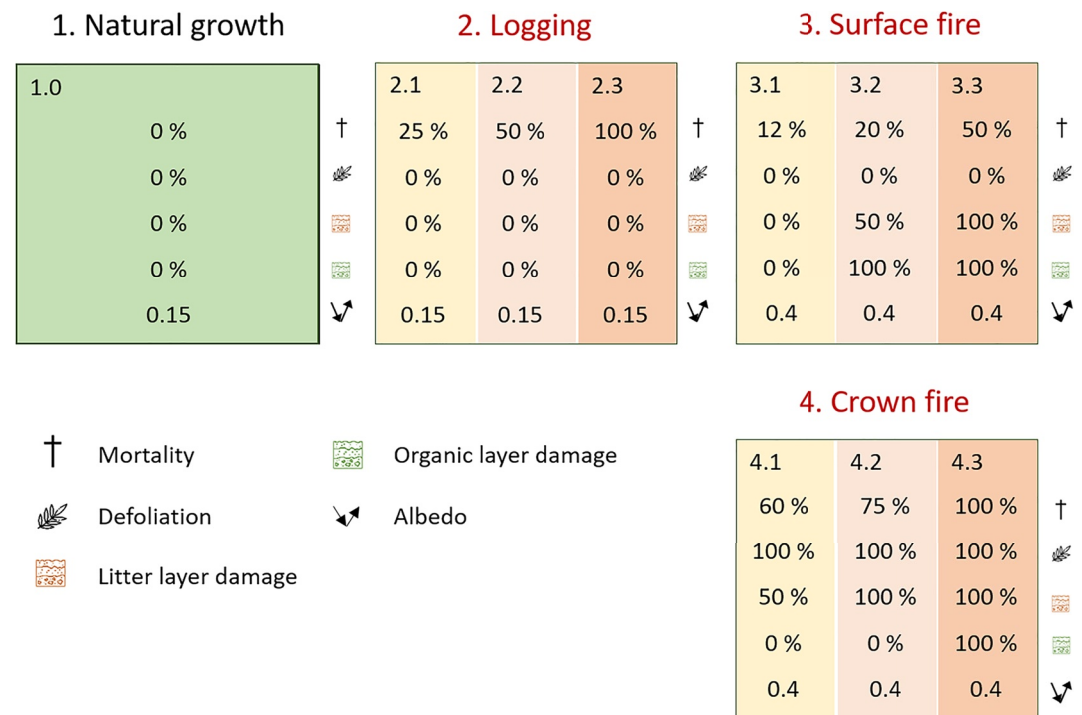 1. Natural growth
1.0
0 %
0 %
0 %
0 %
0.15
2. Logging
2.1 2.2 2.3
25 % 50 % 100 %
0 % 0 % 0 %
0 % 0 % 0 %
0 % 0 % 0 %
0.15 0.15 0.15
3. Surface fire
3.1 3.2 3.3
12 % 20 % 50 %
0 % 0 % 0 %
0 % 50 % 100 %
0 % 100 % 100 %
0.4 0.4 0.4
Mortality
Defoliation
Litter layer damage
Organic layer damage
Albedo
4. Crown fire
4.1 4.2 4.3
60 % 75 % 100 %
100 % 100 % 100 %
50 % 100 % 100 %
0 % 0 % 100 %
0.4 0.4 0.4